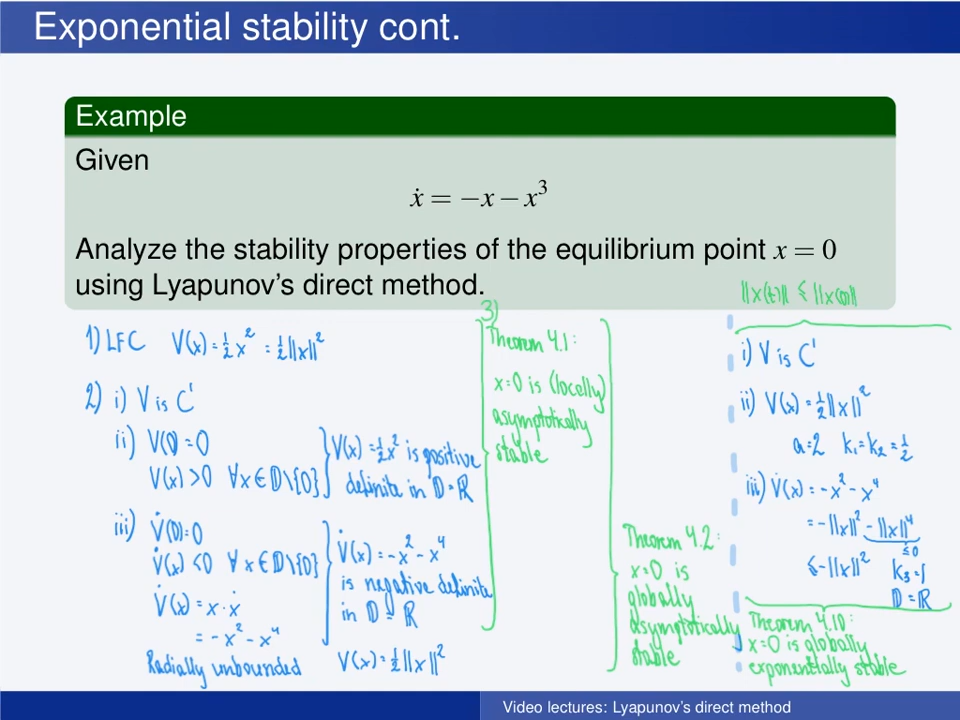 Exponential stability cont.
Example
Given
ẋ = −x − x³
Analyze the stability properties of the equilibrium point x = 0
using Lyapunov's direct method.
1) LFC V(x) = ½x² = ½||x||²
2) i) V is C¹
ii) V(0) = 0
V(x) > 0 ∀x ∈ D\{0}
V(x) = ½x² is positive
definite in D = ℝ
iii) V̇(0) = 0
V̇(x) < 0 ∀x ∈ D\{0}
V̇(x) = x · ẋ
= −x² − x⁴
V̇(x) = −x² − x⁴
is negative definite
in D = ℝ
Radially unbounded V(x) = ½||x||²
3)
Theorem 4.1:
x=0 is (locally)
asymptotically
stable
Theorem 4.2:
x=0 is
globally
asymptotically
stable
||x(t)|| ≤ ||x(0)||
i) V is C¹
ii) V(x) = ½||x||²
a=2 k₁=k₂=½
iii) V̇(x) = −x² − x⁴
= −||x||² − ||x||⁴
≤0
≤ −||x||² k₃=1
D = ℝ
Theorem 4.10:
x=0 is globally
exponentially stable
Video lectures: Lyapunov's direct method